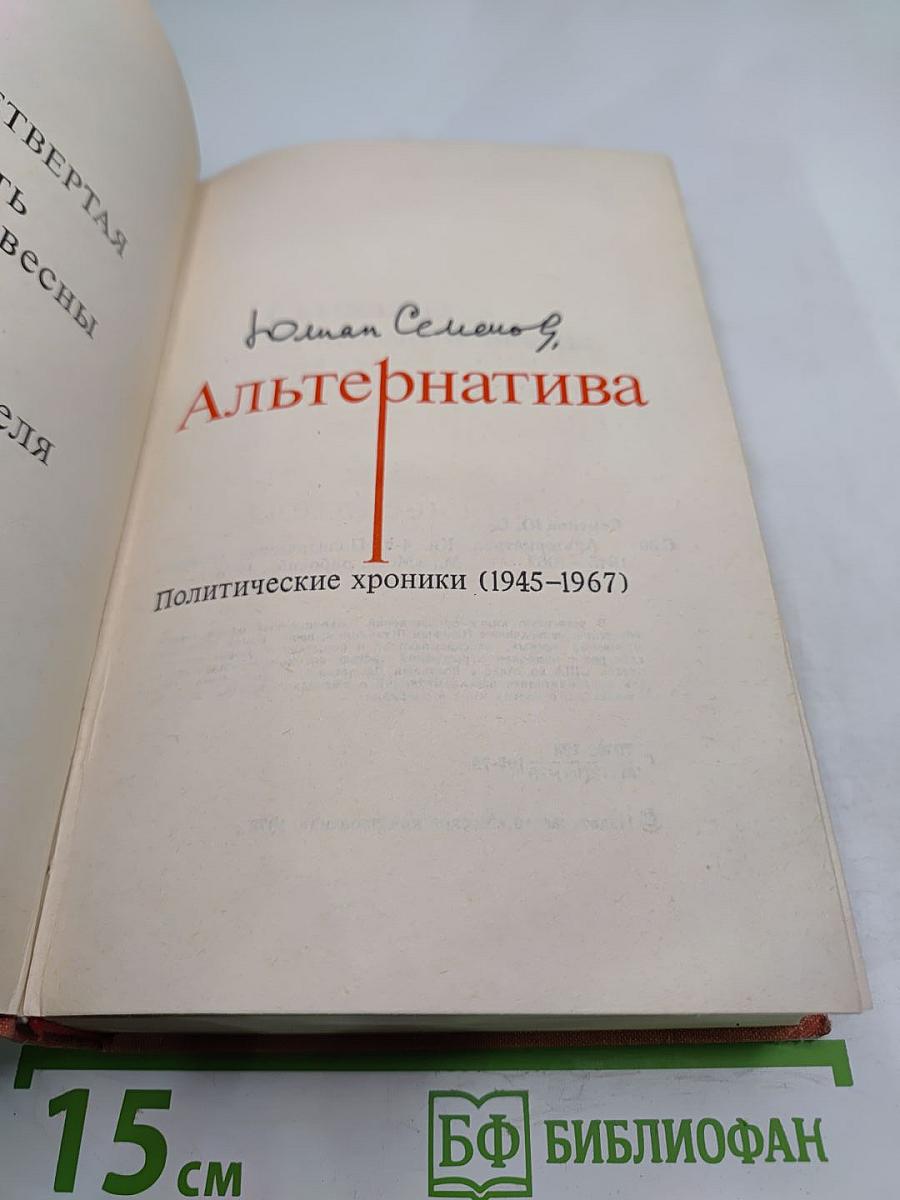 ТВЕРТАЯ
ТЬ
ВЕСНЫ
ЕЛЯ
Юлиан Семенов,
Альтернатива
Политические хроники (1945–1967)
15 см
БФ БИБЛИОФАН